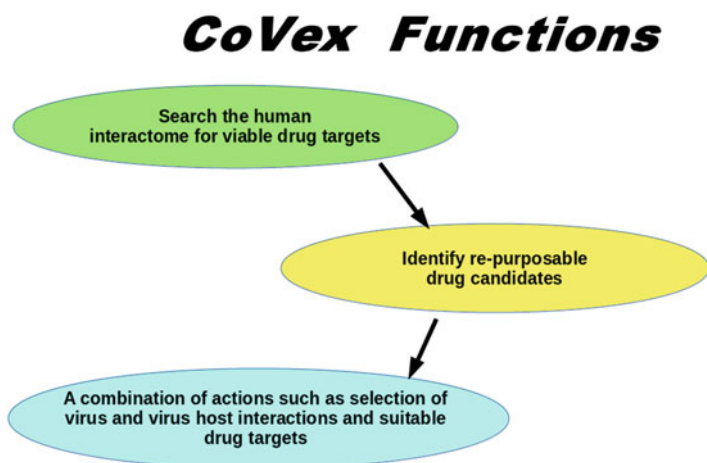 CoVex Functions
Search the human
interactome for viable drug targets
Identify re-purposable
drug candidates
A combination of actions such as selection of
virus and virus host interactions and suitable
drug targets